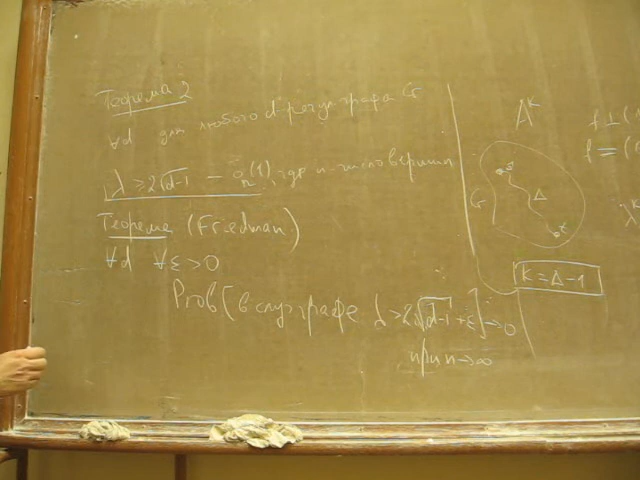 Теорема 2
∀d для любого d-регул графа G
λ ≥ 2√d-1 - o_n(1), где n-число вершин
Теорема (Friedman)
∀d ∀ε>0
Prob[в случ графе λ > 2√d-1 + ε] → 0
при n→∞
A^K
G
Δ
K = Δ-1
f ⊥ (
f = (
λ^K